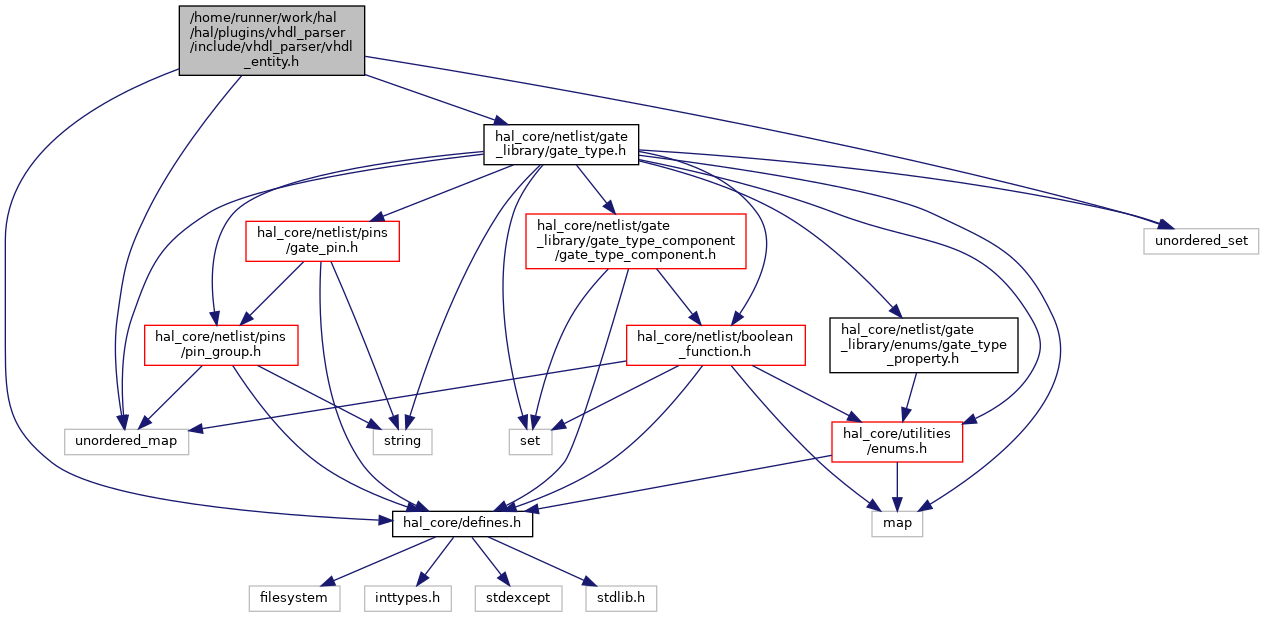 /home/runner/work/hal
/hal/plugins/vhdl_parser
/include/vhdl_parser/vhdl
_entity.h
hal_core/netlist/gate
_library/gate_type.h
hal_core/netlist/pins
/gate_pin.h
hal_core/netlist/gate
_library/gate_type_component
/gate_type_component.h
unordered_set
hal_core/netlist/pins
/pin_group.h
hal_core/netlist/boolean
_function.h
hal_core/netlist/gate
_library/enums/gate_type
_property.h
unordered_map
string
set
hal_core/utilities
/enums.h
hal_core/defines.h
map
filesystem
inttypes.h
stdexcept
stdlib.h